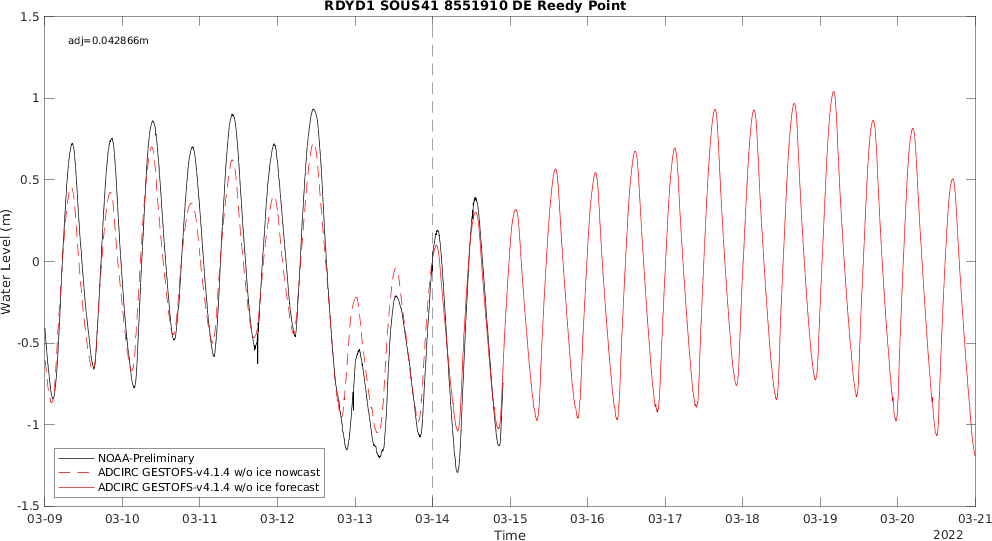 RDYD1 SOUS41 8551910 DE Reedy Point
adj=0.042866m
1.5
1
0.5
0
-0.5
-1
-1.5
Water Level (m)
NOAA-Preliminary
ADCIRC GESTOFS-v4.1.4 w/o ice nowcast
ADCIRC GESTOFS-v4.1.4 w/o ice forecast
03-09 03-10 03-11 03-12 03-13 03-14 03-15 03-16 03-17 03-18 03-19 03-20 03-21
Time
2022